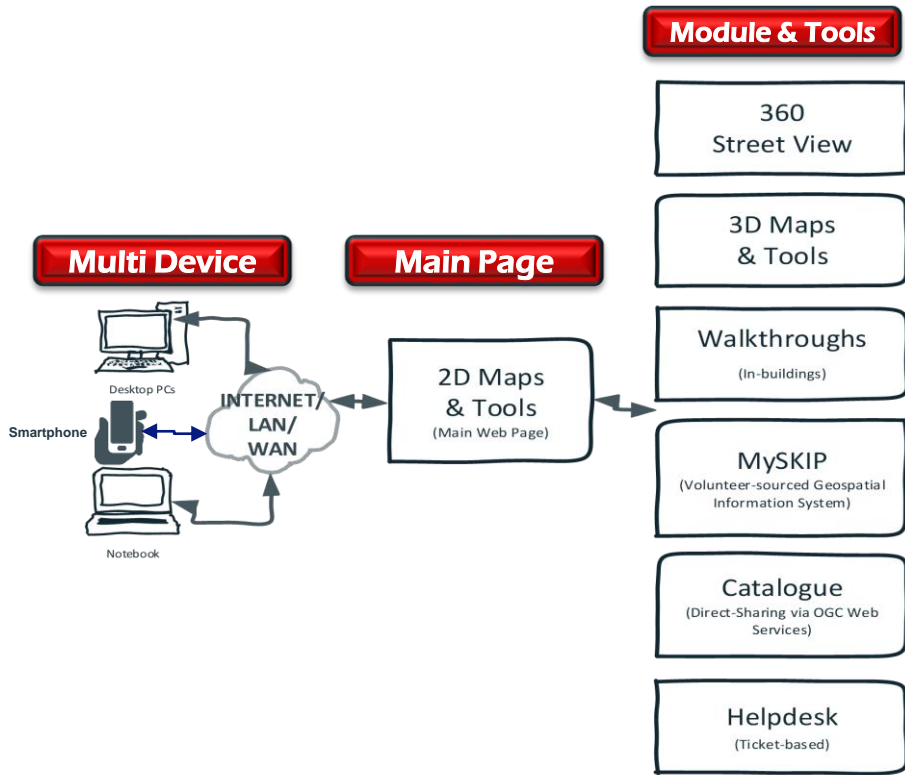 Module & Tools
360
Street View
3D Maps
& Tools
Multi Device
Main Page
Walkthroughs
(In-buildings)
Desktop PCs
2D Maps
& Tools
(Main Web Page)
INTERNET/
LAN/
WAN
Smartphone
MySKIP
(Volunteer-sourced Geospatial
Information System)
Notebook
Catalogue
(Direct-Sharing via OGC Web
Services)
Helpdesk
(Ticket-based)